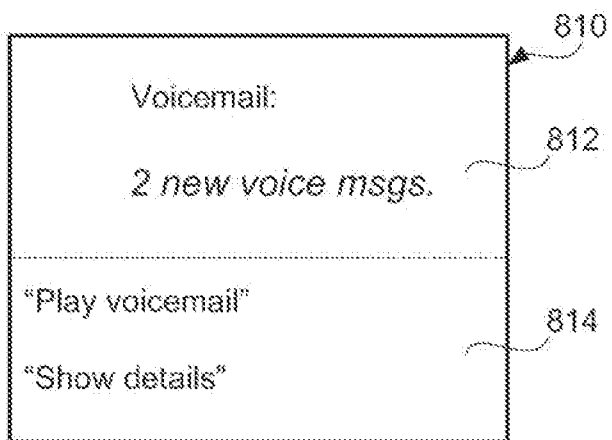 810
Voicemail:
812
2 new voice msgs.
"Play voicemail"
814
"Show details"